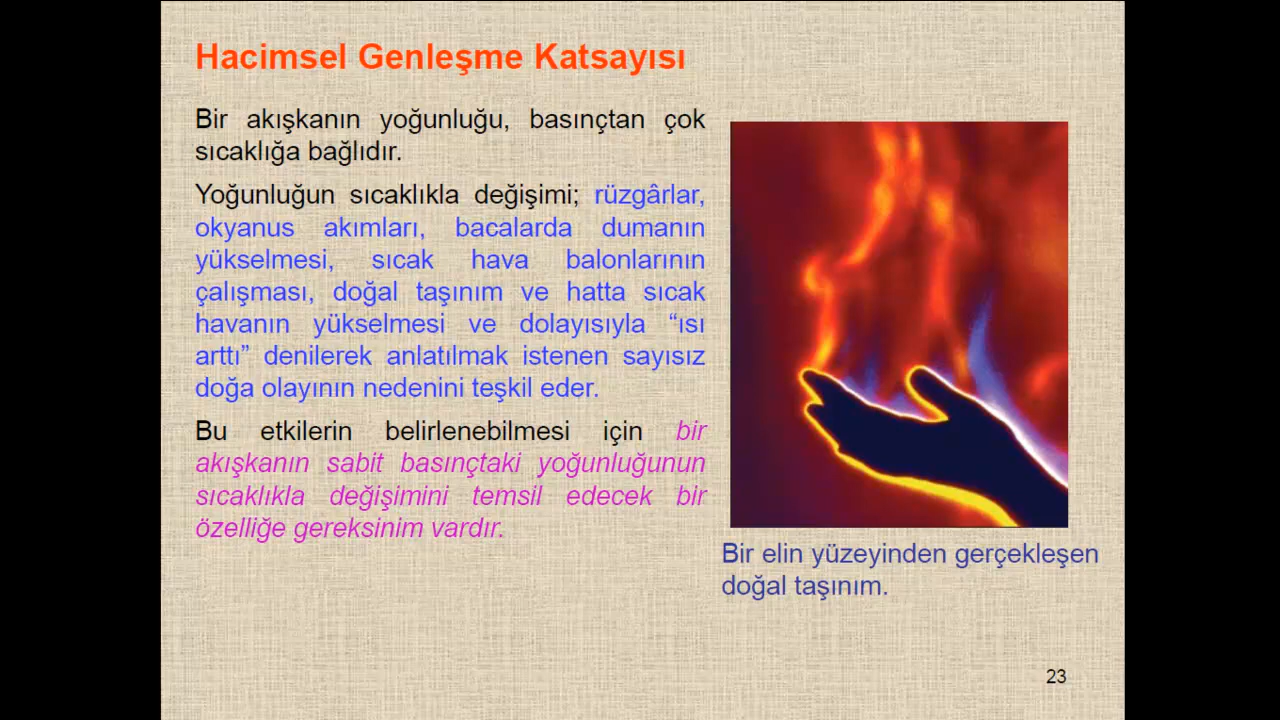 Hacimsel Genleşme Katsayısı
Bir akışkanın yoğunluğu, basınçtan çok
sıcaklığa bağlıdır.
Yoğunluğun sıcaklıkla değişimi; rüzgârlar,
okyanus akımları, bacalarda dumanın
yükselmesi, sıcak hava balonlarının
çalışması, doğal taşınım ve hatta sıcak
havanın yükselmesi ve dolayısıyla “ısı
arttı” denilerek anlatılmak istenen sayısız
doğa olayının nedenini teşkil eder.
Bu etkilerin belirlenebilmesi için bir
akışkanın sabit basınçtaki yoğunluğunun
sıcaklıkla değişimini temsil edecek bir
özelliğe gereksinim vardır.
Bir elin yüzeyinden gerçekleşen
doğal taşınım.
23